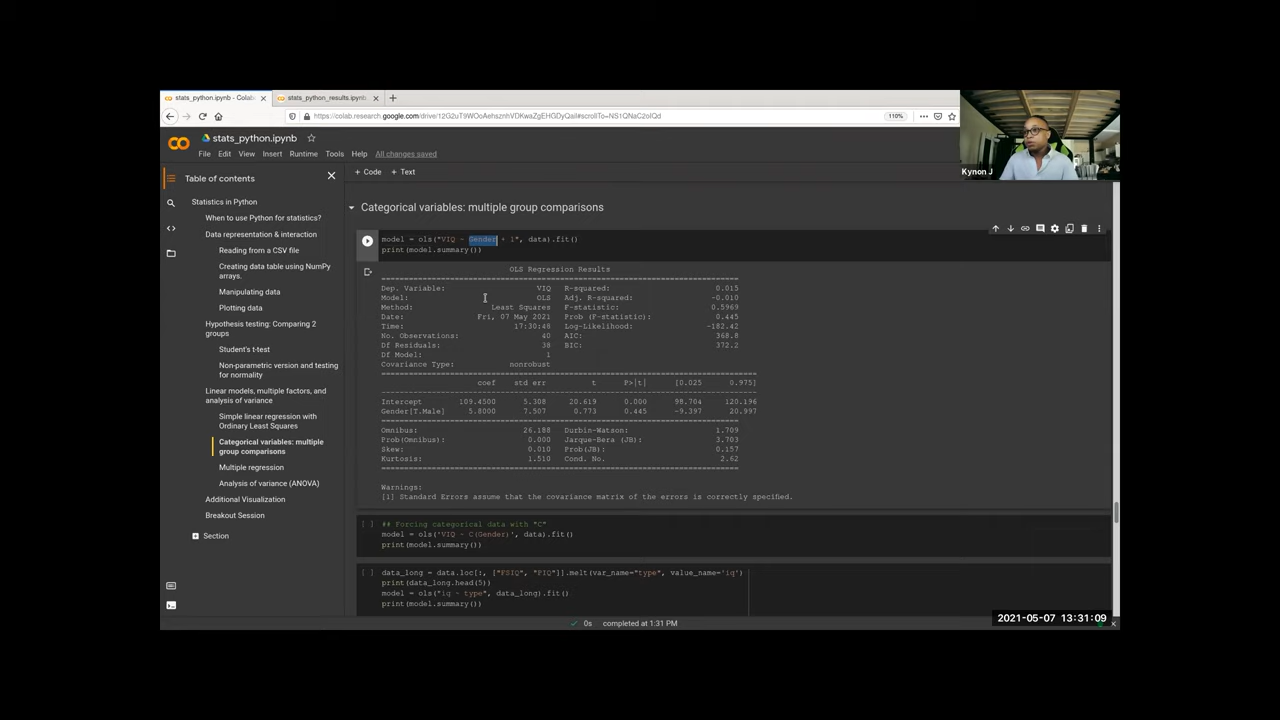 stats_python.ipynb - Colab
stats_python_results.ipynb
https://colab.research.google.com/drive/12G2uT9WOoAehsznhVDKwaZgEHGDyQaiI#scrollTo=NS1QNaC2oIQd
110%
Kynon J
stats_python.ipynb
File Edit View Insert Runtime Tools Help All changes saved
Table of contents
+ Code + Text
Statistics in Python
When to use Python for statistics?
Data representation & interaction
Reading from a CSV file
Creating data table using NumPy
arrays.
Manipulating data
Plotting data
Hypothesis testing: Comparing 2
groups
Student's t-test
Non-parametric version and testing
for normality
Linear models, multiple factors, and
analysis of variance
Simple linear regression with
Ordinary Least Squares
Categorical variables: multiple
group comparisons
Multiple regression
Analysis of variance (ANOVA)
Additional Visualization
Breakout Session
Section
Categorical variables: multiple group comparisons
model = ols("VIQ ~ Gender + 1", data).fit()
print(model.summary())
OLS Regression Results
Dep. Variable: VIQ R-squared: 0.015
Model: OLS Adj. R-squared: -0.010
Method: Least Squares F-statistic: 0.5969
Date: Fri, 07 May 2021 Prob (F-statistic): 0.445
Time: 17:30:48 Log-Likelihood: -182.42
No. Observations: 40 AIC: 368.8
Df Residuals: 38 BIC: 372.2
Df Model: 1
Covariance Type: nonrobust
coef std err t P>|t| [0.025 0.975]
Intercept 109.4500 5.308 20.619 0.000 98.704 120.196
Gender[T.Male] 5.8000 7.507 0.773 0.445 -9.397 20.997
Omnibus: 26.188 Durbin-Watson: 1.709
Prob(Omnibus): 0.000 Jarque-Bera (JB): 3.703
Skew: 0.010 Prob(JB): 0.157
Kurtosis: 1.510 Cond. No. 2.62
Warnings:
[1] Standard Errors assume that the covariance matrix of the errors is correctly specified.
[ ] ## Forcing categorical data with "C"
model = ols('VIQ ~ C(Gender)', data).fit()
print(model.summary())
[ ] data_long = data.loc[:, ["FSIQ", "PIQ"]].melt(var_name="type", value_name='iq')
print(data_long.head(5))
model = ols("iq ~ type", data_long).fit()
print(model.summary())
0s completed at 1:31 PM
2021-05-07 13:31:09